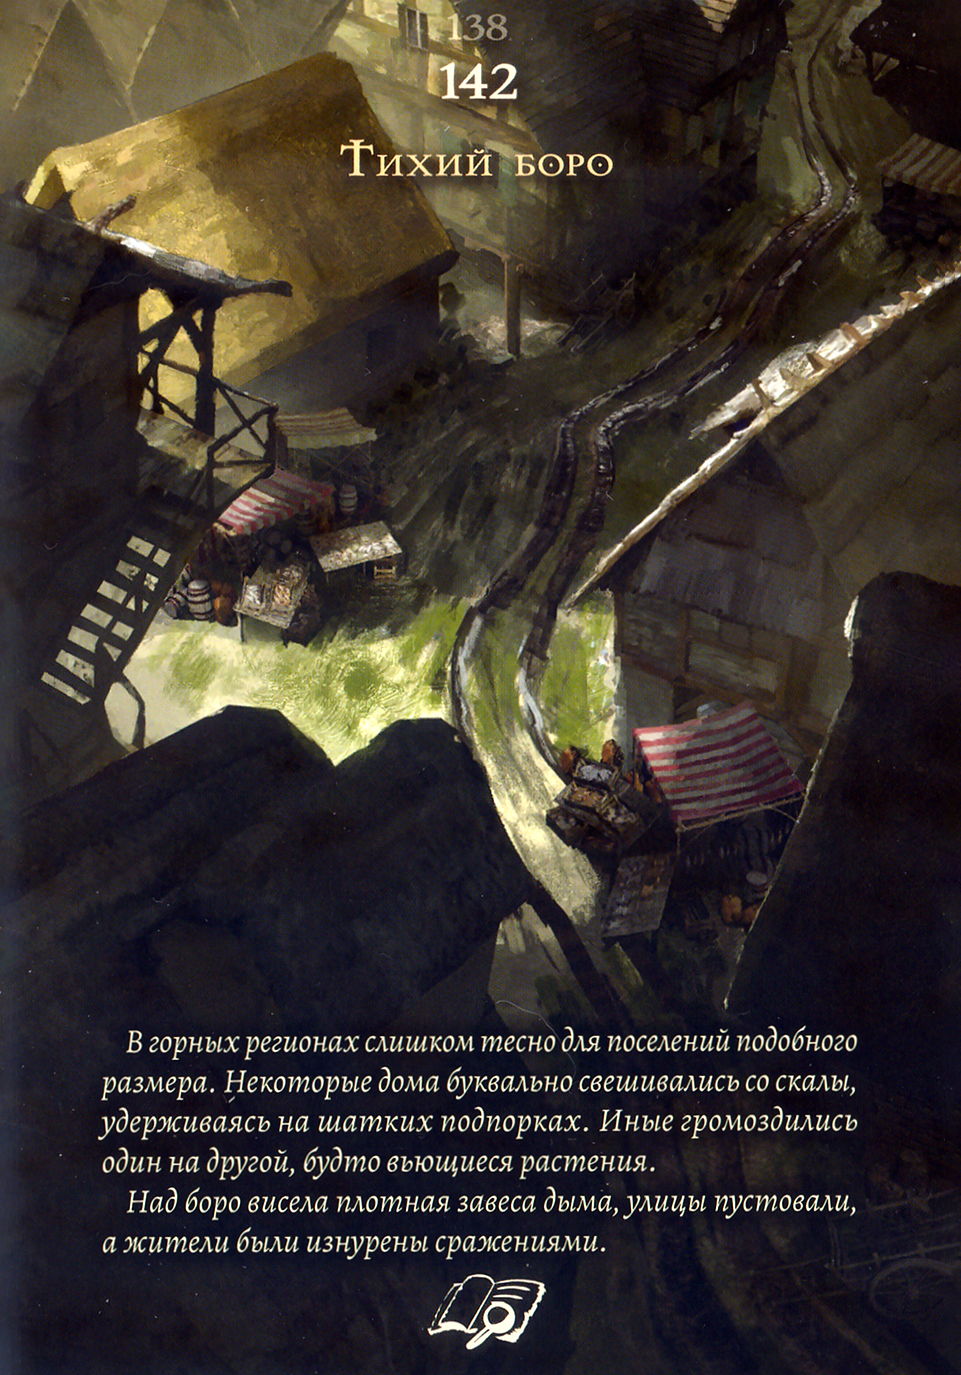 138
142
Тихий боро
В горных регионах слишком тесно для поселений подобного
размера. Некоторые дома буквально свешивались со скалы,
удерживаясь на шатких подпорках. Иные громоздились
один на другой, будто вьющиеся растения.
Над боро висела плотная завеса дыма, улицы пустовали,
а жители были изнурены сражениями.